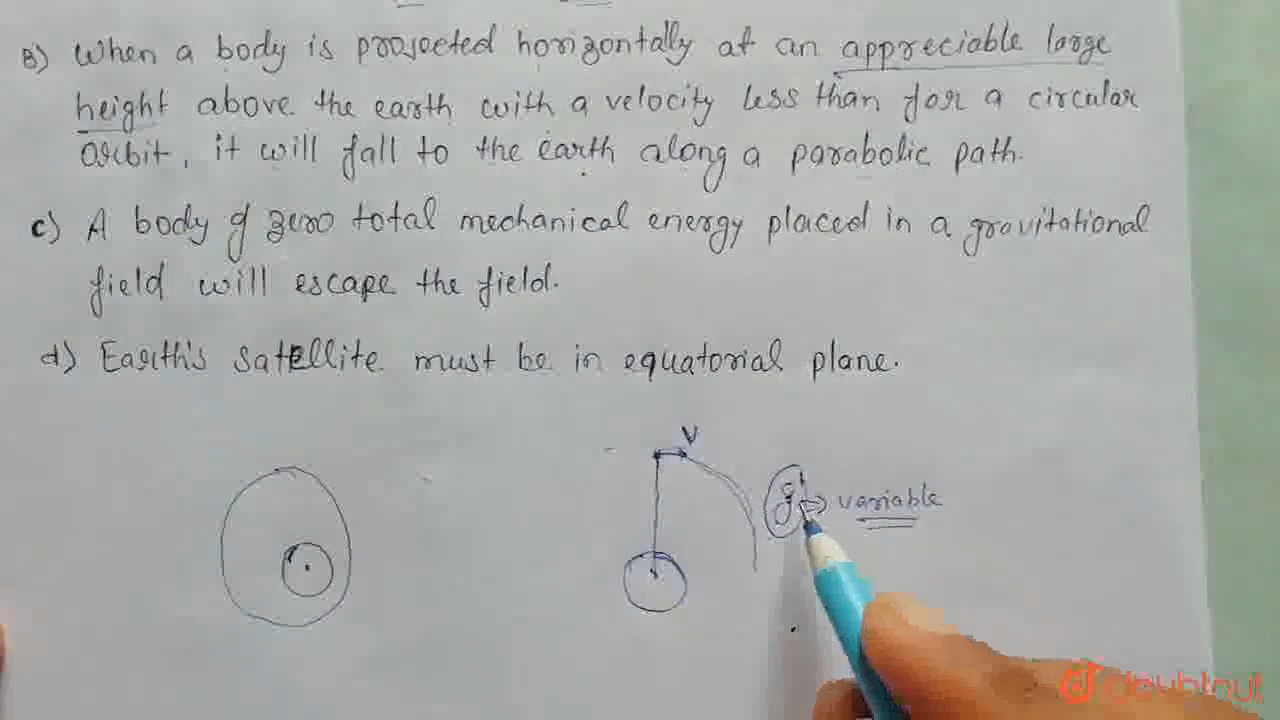 B) When a body is projected horizontally at an appreciable large
height above the earth with a velocity less than for a circular
orbit, it will fall to the earth along a parabolic path.
c) A body of zero total mechanical energy placed in a gravitational
field will escape the field.
d) Earth's satellite must be in equatorial plane.
V
g' ⇒ variable
doubtnut